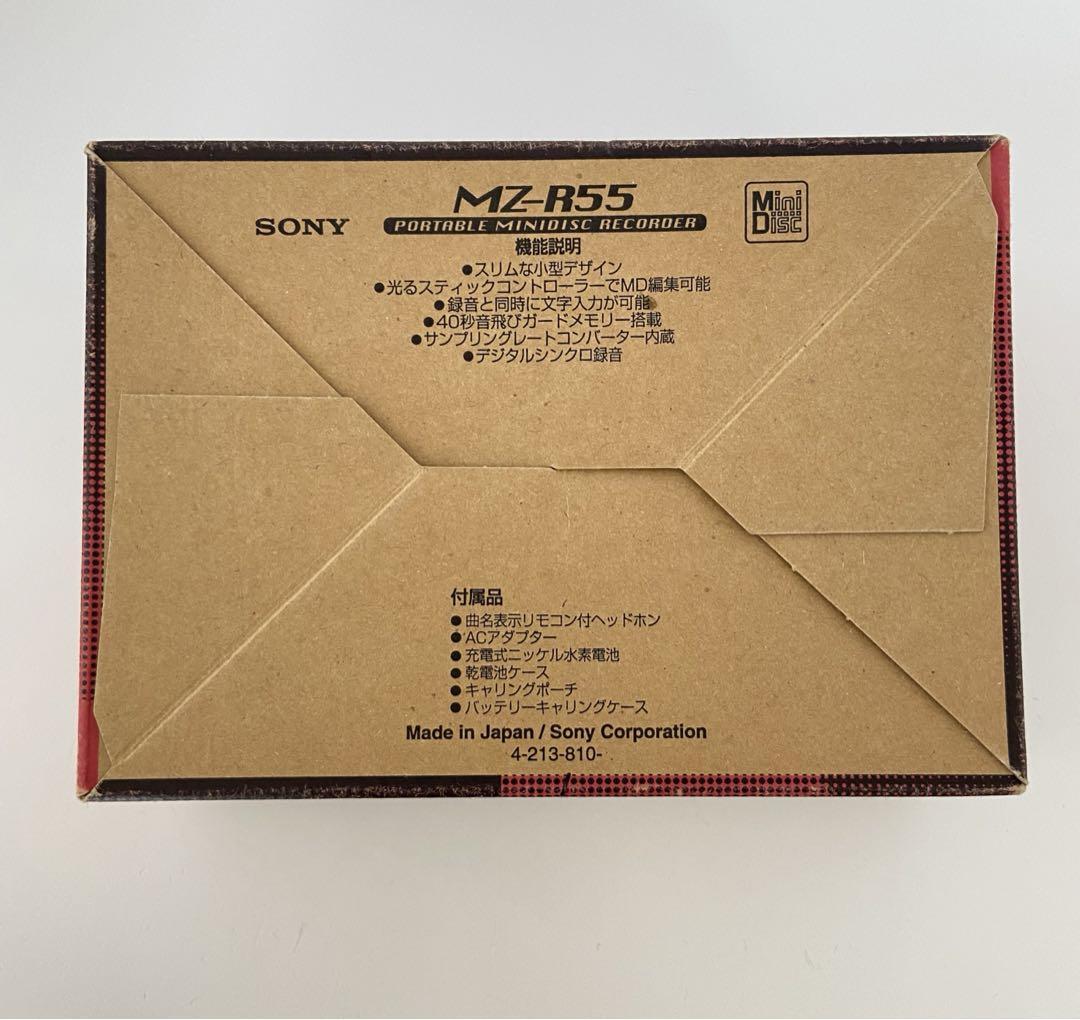 SONY
MZ-R55
PORTABLE MINIDISC RECORDER
Mini
Disc
機能説明
●スリムな小型デザイン
●光るスティックコントローラーでMD編集可能
●録音と同時に文字入力が可能
●40秒音飛びガードメモリー搭載
●サンプリングレートコンバーター内蔵
●デジタルシンクロ録音
付属品
●曲名表示リモコン付ヘッドホン
●ACアダプター
●充電式ニッケル水素電池
●乾電池ケース
●キャリングポーチ
●バッテリーキャリングケース
Made in Japan / Sony Corporation
4-213-810-